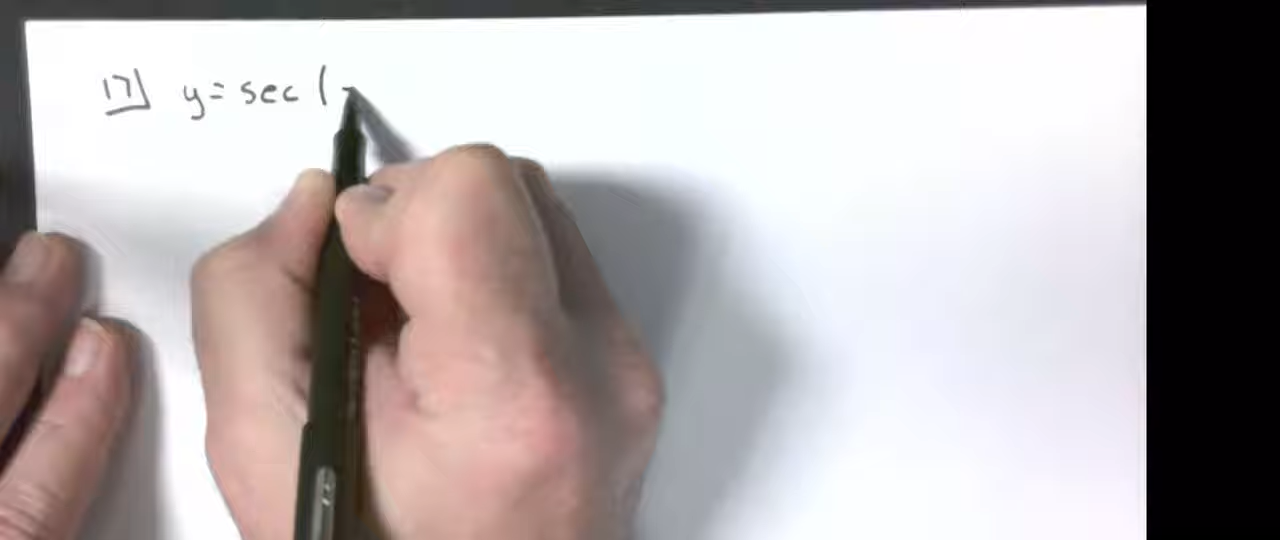 17] y = sec (